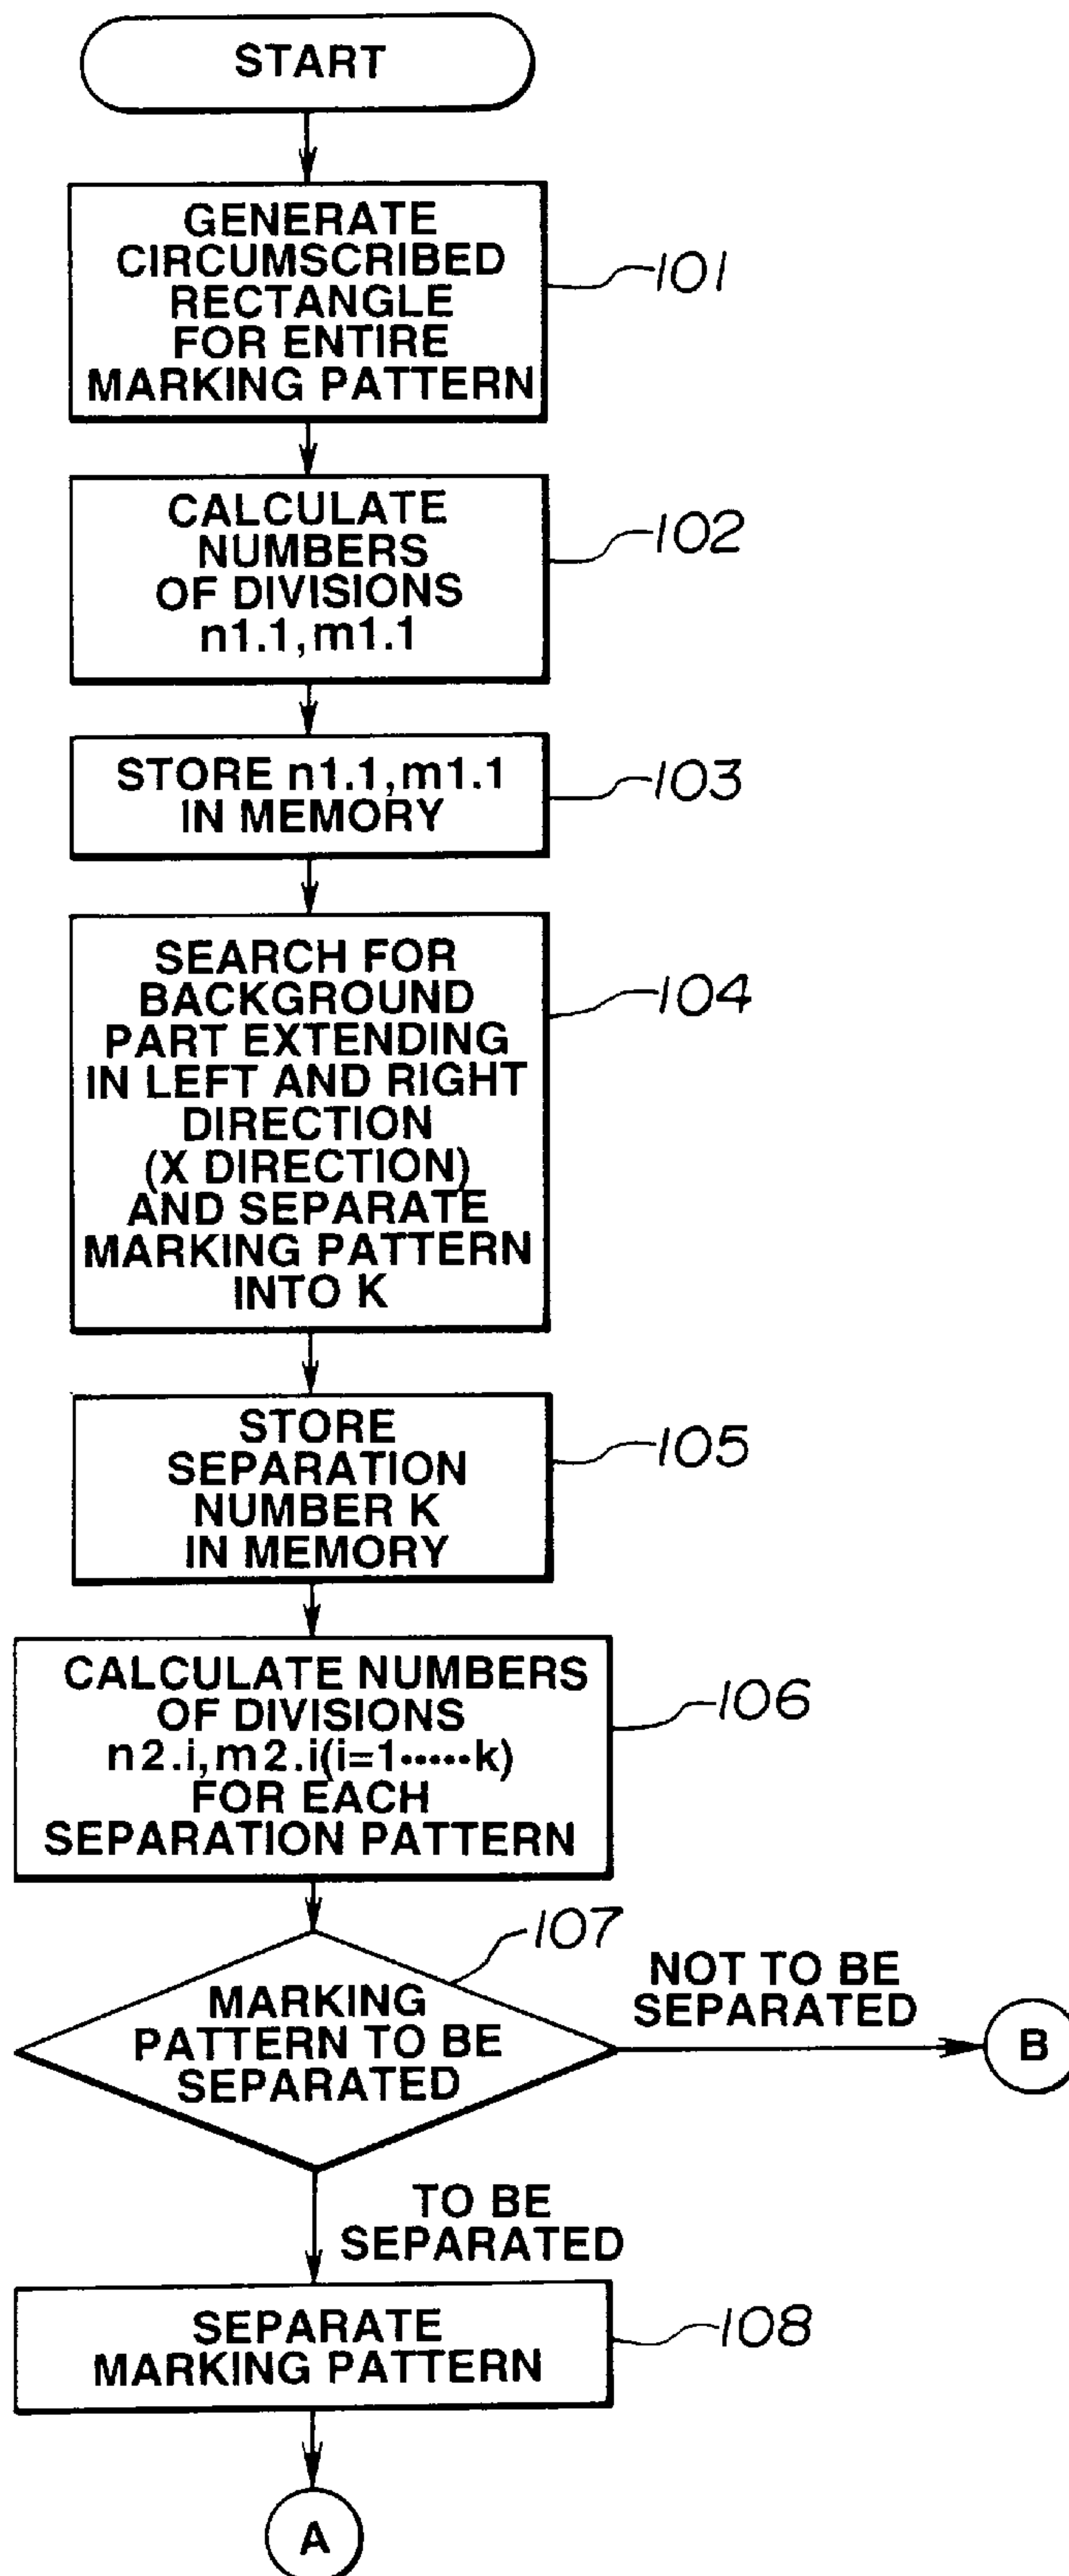 START
GENERATE
CIRCUMSCRIBED
RECTANGLE
FOR ENTIRE
MARKING PATTERN
101
CALCULATE
NUMBERS
OF DIVISIONS
n1.1,m1.1
102
STORE n1.1,m1.1
IN MEMORY
103
SEARCH FOR
BACKGROUND
PART EXTENDING
IN LEFT AND RIGHT
DIRECTION
(X DIRECTION)
AND SEPARATE
MARKING PATTERN
INTO K
104
STORE
SEPARATION
NUMBER K
IN MEMORY
105
CALCULATE NUMBERS
OF DIVISIONS
n2.i,m2.i(i=1·····k)
FOR EACH
SEPARATION PATTERN
106
107
MARKING
PATTERN TO BE
SEPARATED
NOT TO BE
SEPARATED
B
TO BE
SEPARATED
SEPARATE
MARKING PATTERN
108
A